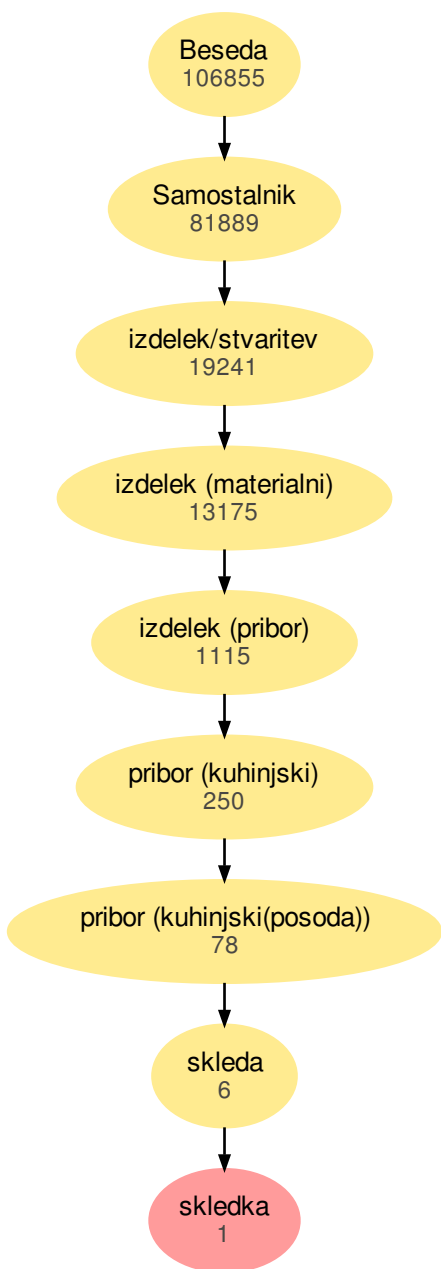 Beseda
106855
Samostalnik
81889
izdelek/stvaritev
19241
izdelek (materialni)
13175
izdelek (pribor)
1115
pribor (kuhinjski)
250
pribor (kuhinjski(posoda))
78
skleda
6
skledka
1